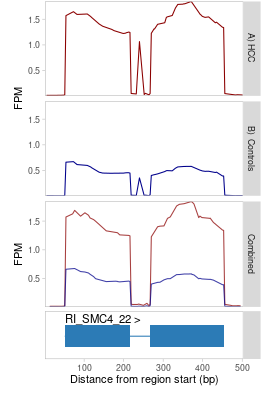 1.5
1.0
0.5
FPM
A) HCC
1.5
1.0
0.5
B) Controls
1.5
1.0
0.5
FPM
Combined
RI_SMC4_22 >
100 200 300 400 500
Distance from region start (bp)